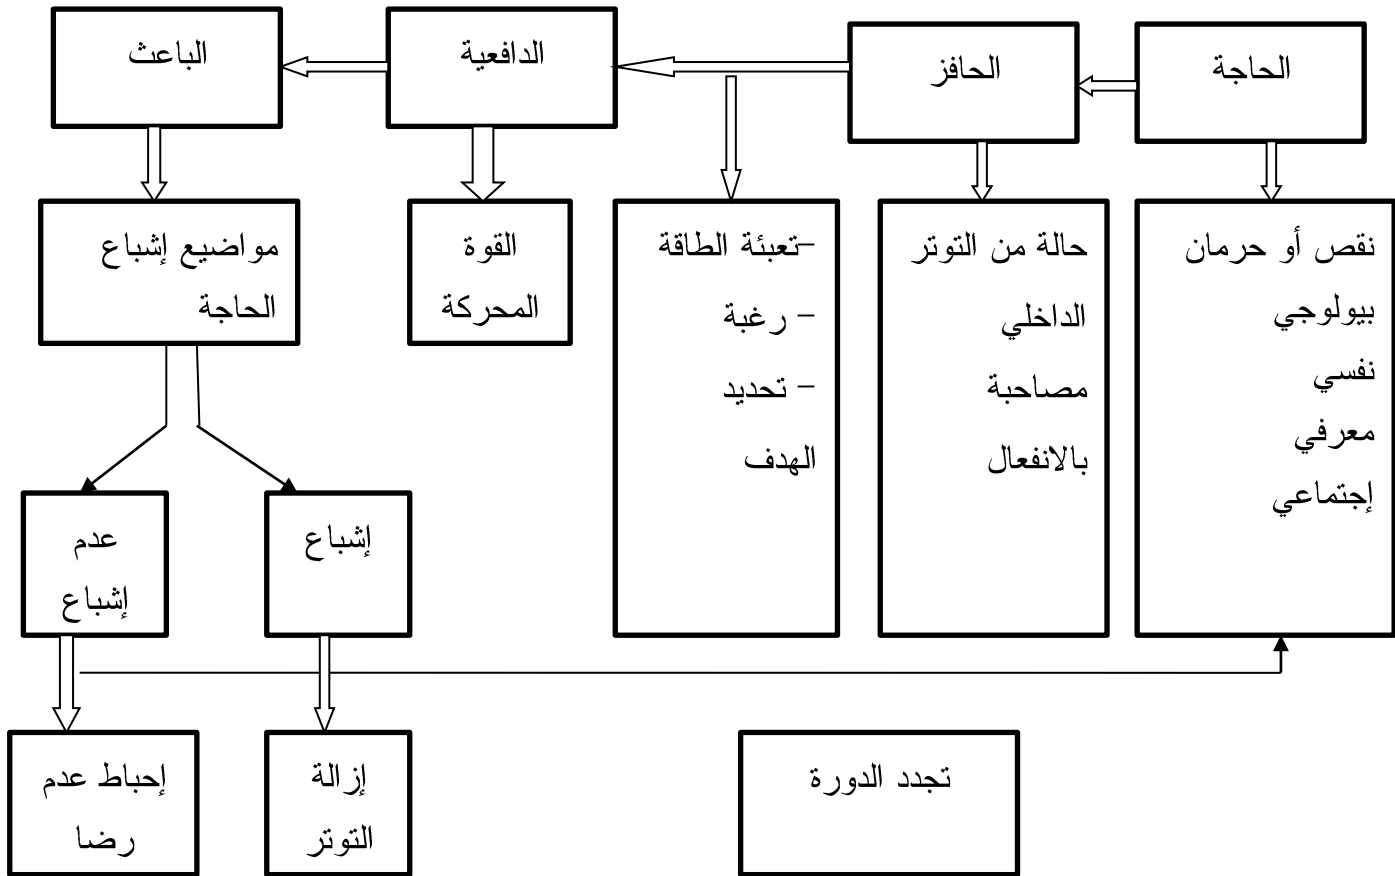 الحاجة
الحافز
الدافعية
الباعث
نقص أو حرمان
بيولوجي
نفسي
معرفي
إجتماعي
حالة من التوتر
الداخلي
مصاحبة
بالانفعال
–تعبئة الطاقة
– رغبة
– تحديد
الهدف
القوة
المحركة
مواضيع إشباع
الحاجة
إشباع
عدم
إشباع
تجدد الدورة
إزالة
التوتر
إحباط عدم
رضا